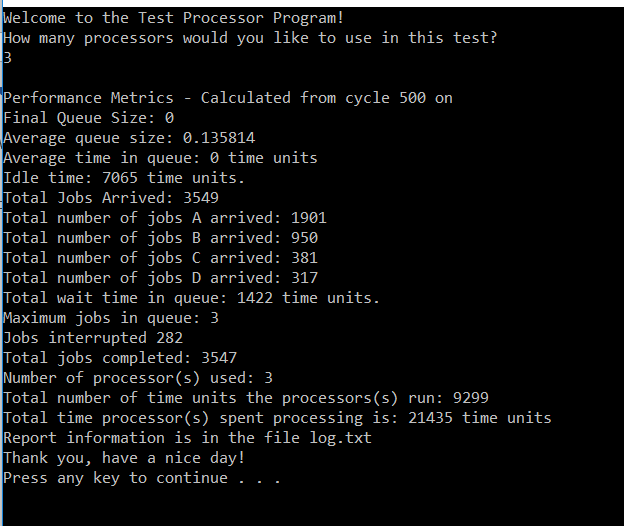 Welcome to the Test Processor Program!
How many processors would you like to use in this test?
3
Performance Metrics - Calculated from cycle 500 on
Final Queue Size: 0
Average queue size: 0.135814
Average time in queue: 0 time units
Idle time: 7065 time units.
Total Jobs Arrived: 3549
Total number of jobs A arrived: 1901
Total number of jobs B arrived: 950
Total number of jobs C arrived: 381
Total number of jobs D arrived: 317
Total wait time in queue: 1422 time units.
Maximum jobs in queue: 3
Jobs interrupted 282
Total jobs completed: 3547
Number of processor(s) used: 3
Total number of time units the processors(s) run: 9299
Total time processor(s) spent processing is: 21435 time units
Report information is in the file log.txt
Thank you, have a nice day!
Press any key to continue . . .